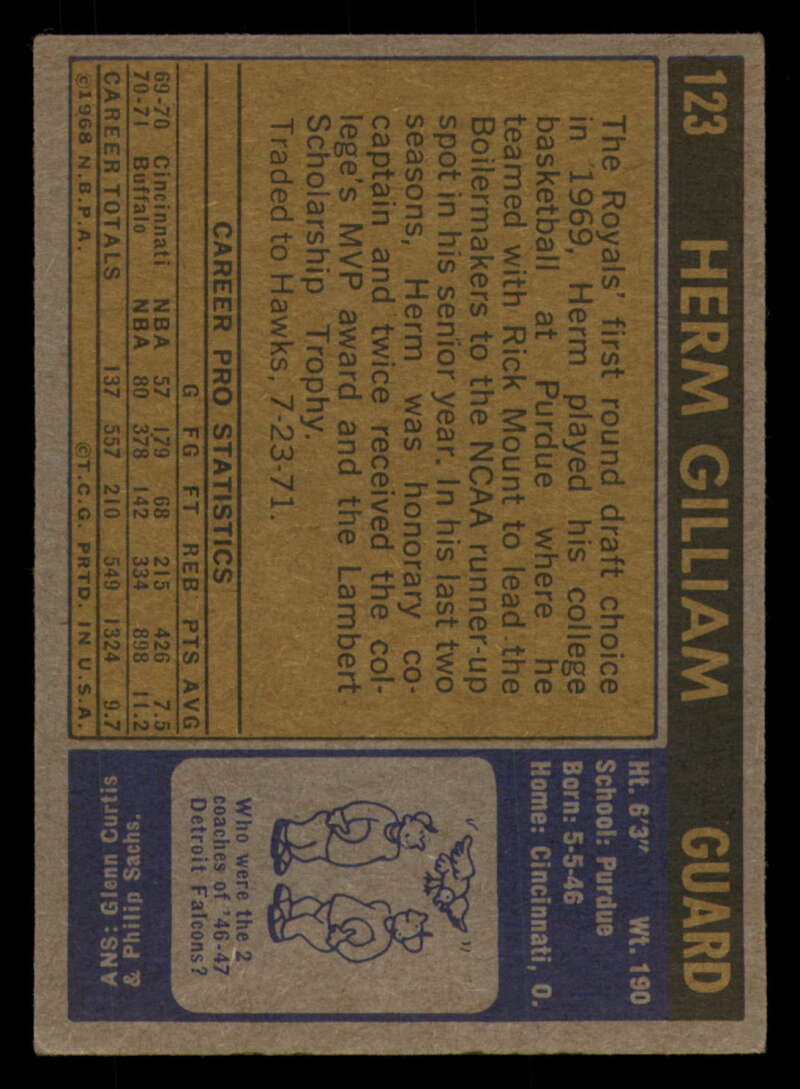 123 HERM GILLIAM GUARD
The Royals' first round draft choice
in 1969, Herm played his college
basketball at Purdue where he
teamed with Rick Mount to lead the
Boilermakers to the NCAA runner-up
spot in his senior year. In his last two
seasons, Herm was honorary co-
captain and twice received the col-
lege's MVP award and the Lambert
Scholarship Trophy.
Traded to Hawks, 7-23-71.
CAREER PRO STATISTICS
G FG FT REB PTS AVG
69-70 Cincinnati NBA 57 179 68 215 426 7.5
70-71 Buffalo NBA 80 378 142 334 898 11.2
CAREER TOTALS 137 557 210 549 1324 9.7
©1968 N.B.P.A. ©T.C.G. PRTD. IN U.S.A.
Ht. 6'3" Wt. 190
School: Purdue
Born: 5-5-46
Home: Cincinnati, O.
Who were the 2
coaches of '46-47
Detroit Falcons?
ANS: Glenn Curtis
& Philip Sachs.